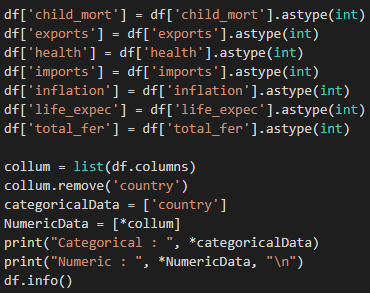 df['child_mort'] = df['child_mort'].astype(int)
df['exports'] = df['exports'].astype(int)
df['health'] = df['health'].astype(int)
df['imports'] = df['imports'].astype(int)
df['inflation'] = df['inflation'].astype(int)
df['life_expec'] = df['life_expec'].astype(int)
df['total_fer'] = df['total_fer'].astype(int)
collum = list(df.columns)
collum.remove('country')
categoricalData = ['country']
NumericData = [*collum]
print("Categorical : ", *categoricalData)
print("Numeric : ", *NumericData, "\n")
df.info()